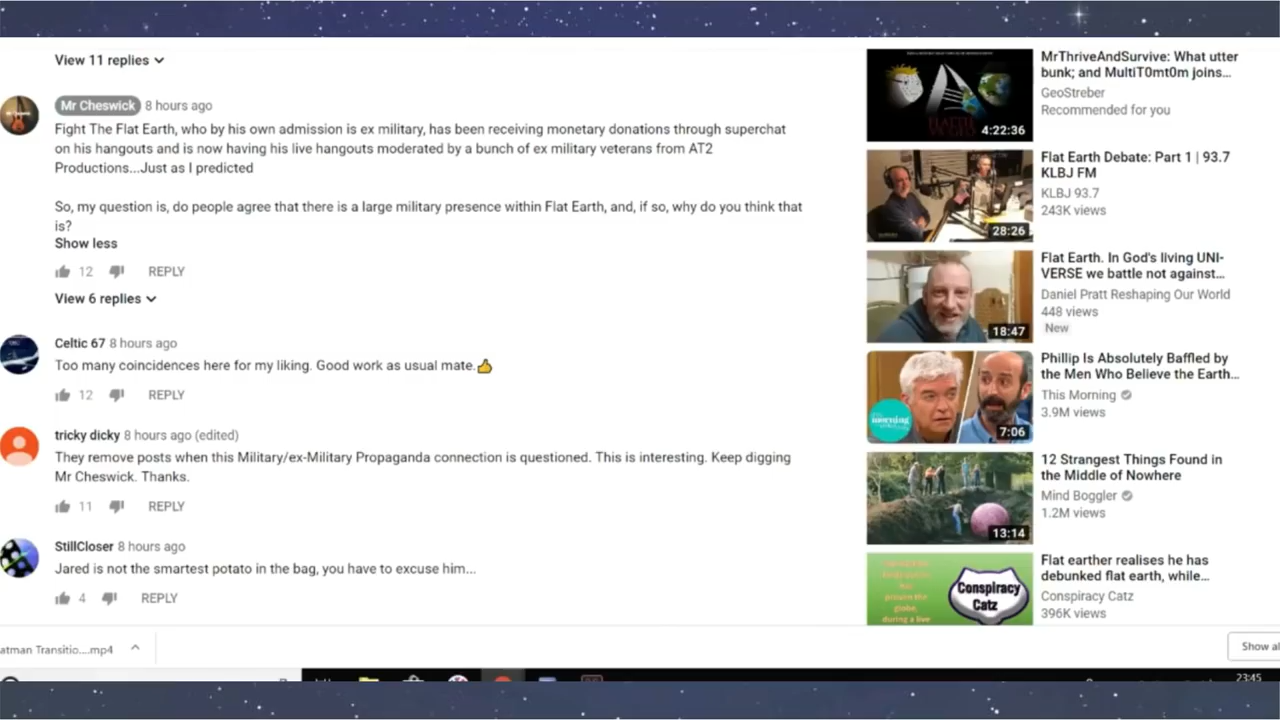 View 11 replies
Mr Cheswick 8 hours ago
Fight The Flat Earth, who by his own admission is ex military, has been receiving monetary donations through superchat
on his hangouts and is now having his live hangouts moderated by a bunch of ex military veterans from AT2
Productions...Just as I predicted
So, my question is, do people agree that there is a large military presence within Flat Earth, and, if so, why do you think that
is?
Show less
12 REPLY
View 6 replies
Celtic 67 8 hours ago
Too many coincidences here for my liking. Good work as usual mate.👍
12 REPLY
tricky dicky 8 hours ago (edited)
They remove posts when this Military/ex-Military Propaganda connection is questioned. This is interesting. Keep digging
Mr Cheswick. Thanks.
11 REPLY
StillCloser 8 hours ago
Jared is not the smartest potato in the bag, you have to excuse him...
4 REPLY
4:22:36
MrThriveAndSurvive: What utter
bunk; and MultiT0mt0m joins...
GeoStreber
Recommended for you
28:26
Flat Earth Debate: Part 1 | 93.7
KLBJ FM
KLBJ 93.7
243K views
18:47
Flat Earth. In God's living UNI-
VERSE we battle not against...
Daniel Pratt Reshaping Our World
448 views
New
morning
7:06
Phillip Is Absolutely Baffled by
the Men Who Believe the Earth...
This Morning
3.9M views
13:14
12 Strangest Things Found in
the Middle of Nowhere
Mind Boggler
1.2M views
globe,
during a live
Conspiracy
Catz
Flat earther realises he has
debunked flat earth, while...
Conspiracy Catz
396K views
atman Transitio....mp4
Show al
23:45